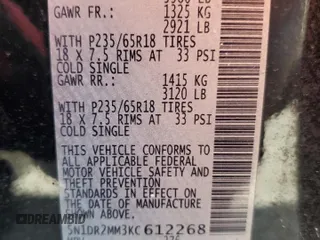 GAWR FR.: 1325 KG
2921 LB
WITH P235/65R18 TIRES
18 X 7.5 RIMS AT 33 PSI
COLD SINGLE
GAWR RR.: 1415 KG
3120 LB
WITH P235/65R18 TIRES
18 X 7.5 RIMS AT 33 PSI
COLD SINGLE
THIS VEHICLE CONFORMS TO
ALL APPLICABLE FEDERAL
MOTOR VEHICLE SAFETY AND
THEFT PREVENTION
STANDARDS IN EFFECT ON
THE DATE OF MANUFACTURE
SHOWN ABOVE.
5N1DR2MM3KC 612268
DREAMBID